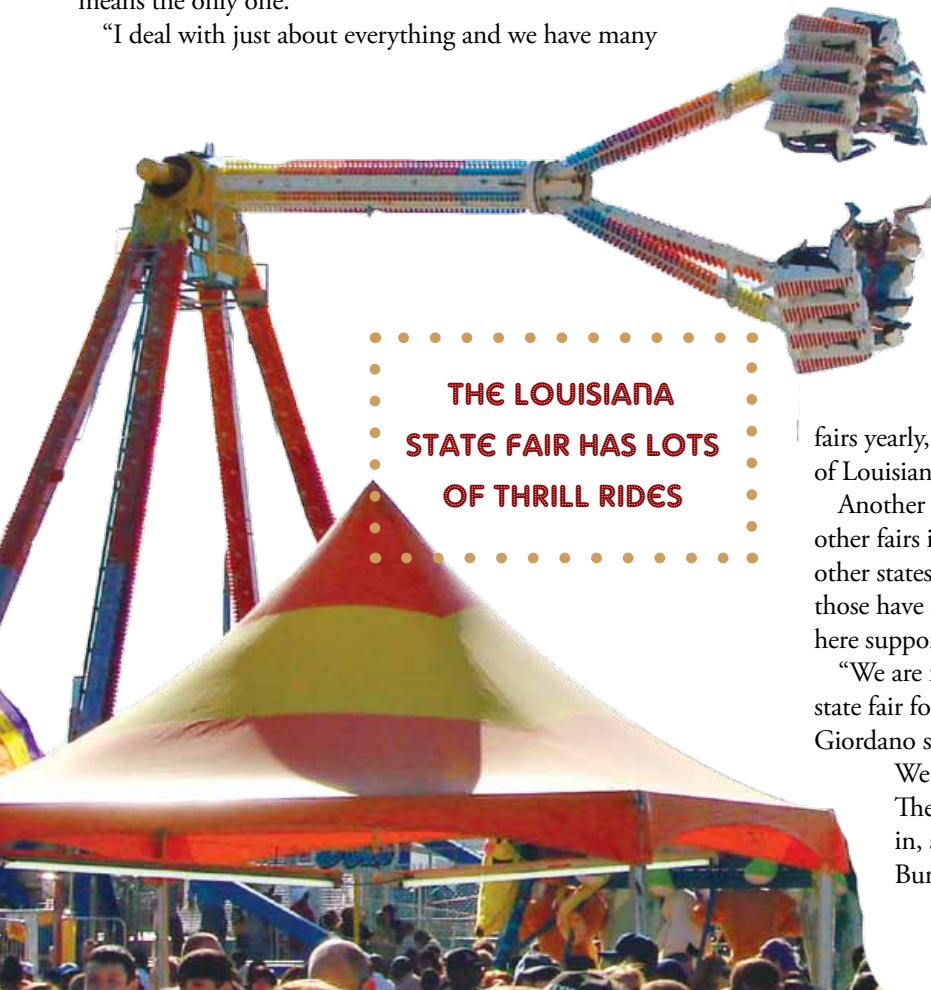 means the only one.
“I deal with just about everything and we have many
THE LOUISIANA
STATE FAIR HAS LOTS
OF THRILL RIDES
fairs yearly,
of Louisian
Another
other fairs i
other states
those have
here suppor
“We are
state fair fo
Giordano s
We
The
in, a
Bur